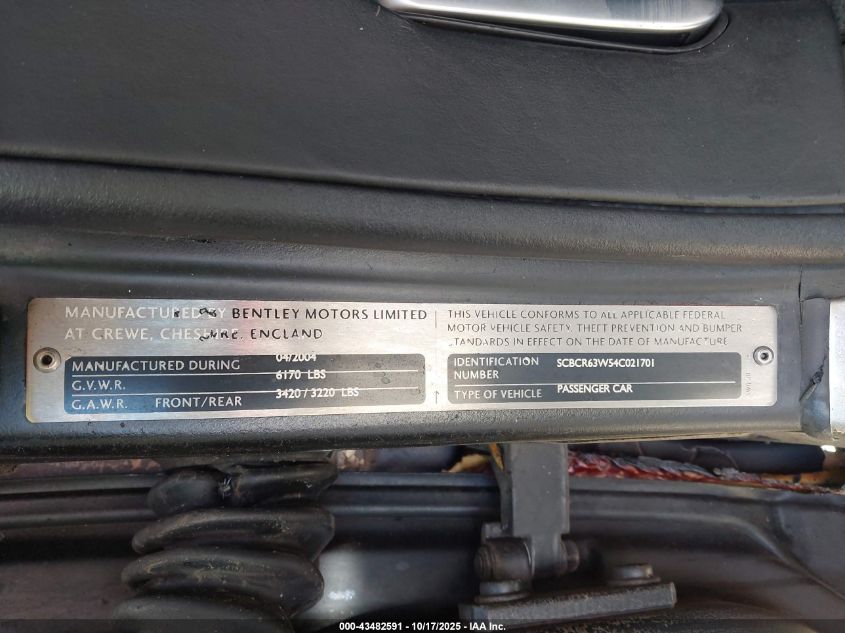 MANUFACTURED BY BENTLEY MOTORS LIMITED
AT CREWE, CHESHIRE, ENGLAND
MANUFACTURED DURING 04/2004
G.V.W.R. 6170 LBS
G.A.W.R. FRONT/REAR 3420 / 3220 LBS
THIS VEHICLE CONFORMS TO ALL APPLICABLE FEDERAL
MOTOR VEHICLE SAFETY, THEFT PREVENTION AND BUMPER
STANDARDS IN EFFECT ON THE DATE OF MANUFACTURE
IDENTIFICATION NUMBER SCBCR63W54C021701
TYPE OF VEHICLE PASSENGER CAR
000-43482591 - 10/17/2025 - IAA Inc.